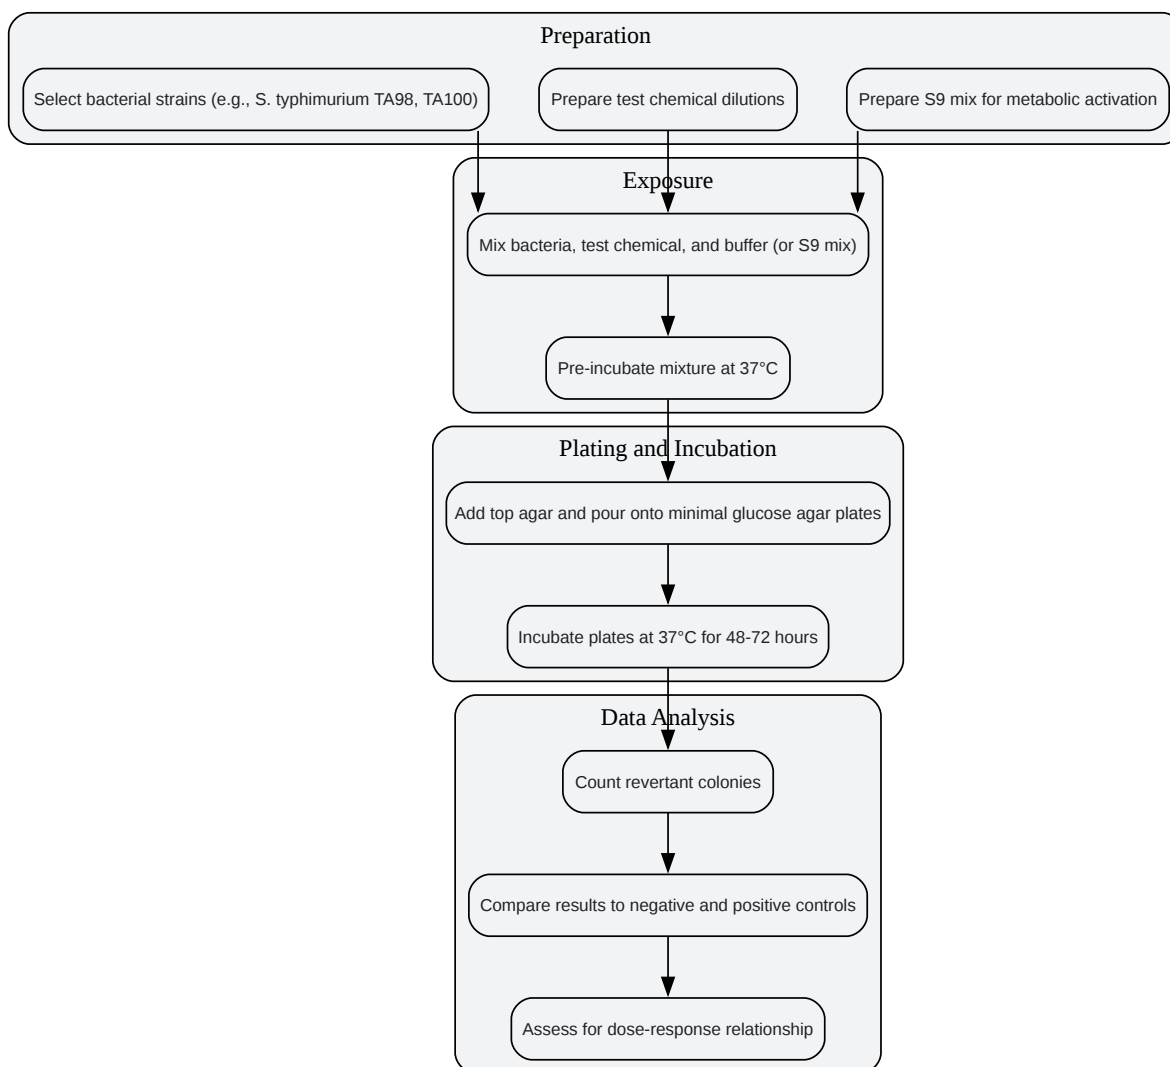 Preparation
Select bacterial strains (e.g., S. typhimurium TA98, TA100)
Prepare test chemical dilutions
Prepare S9 mix for metabolic activation
Exposure
Mix bacteria, test chemical, and buffer (or S9 mix)
Pre-incubate mixture at 37°C
Plating and Incubation
Add top agar and pour onto minimal glucose agar plates
Incubate plates at 37°C for 48-72 hours
Data Analysis
Count revertant colonies
Compare results to negative and positive controls
Assess for dose-response relationship